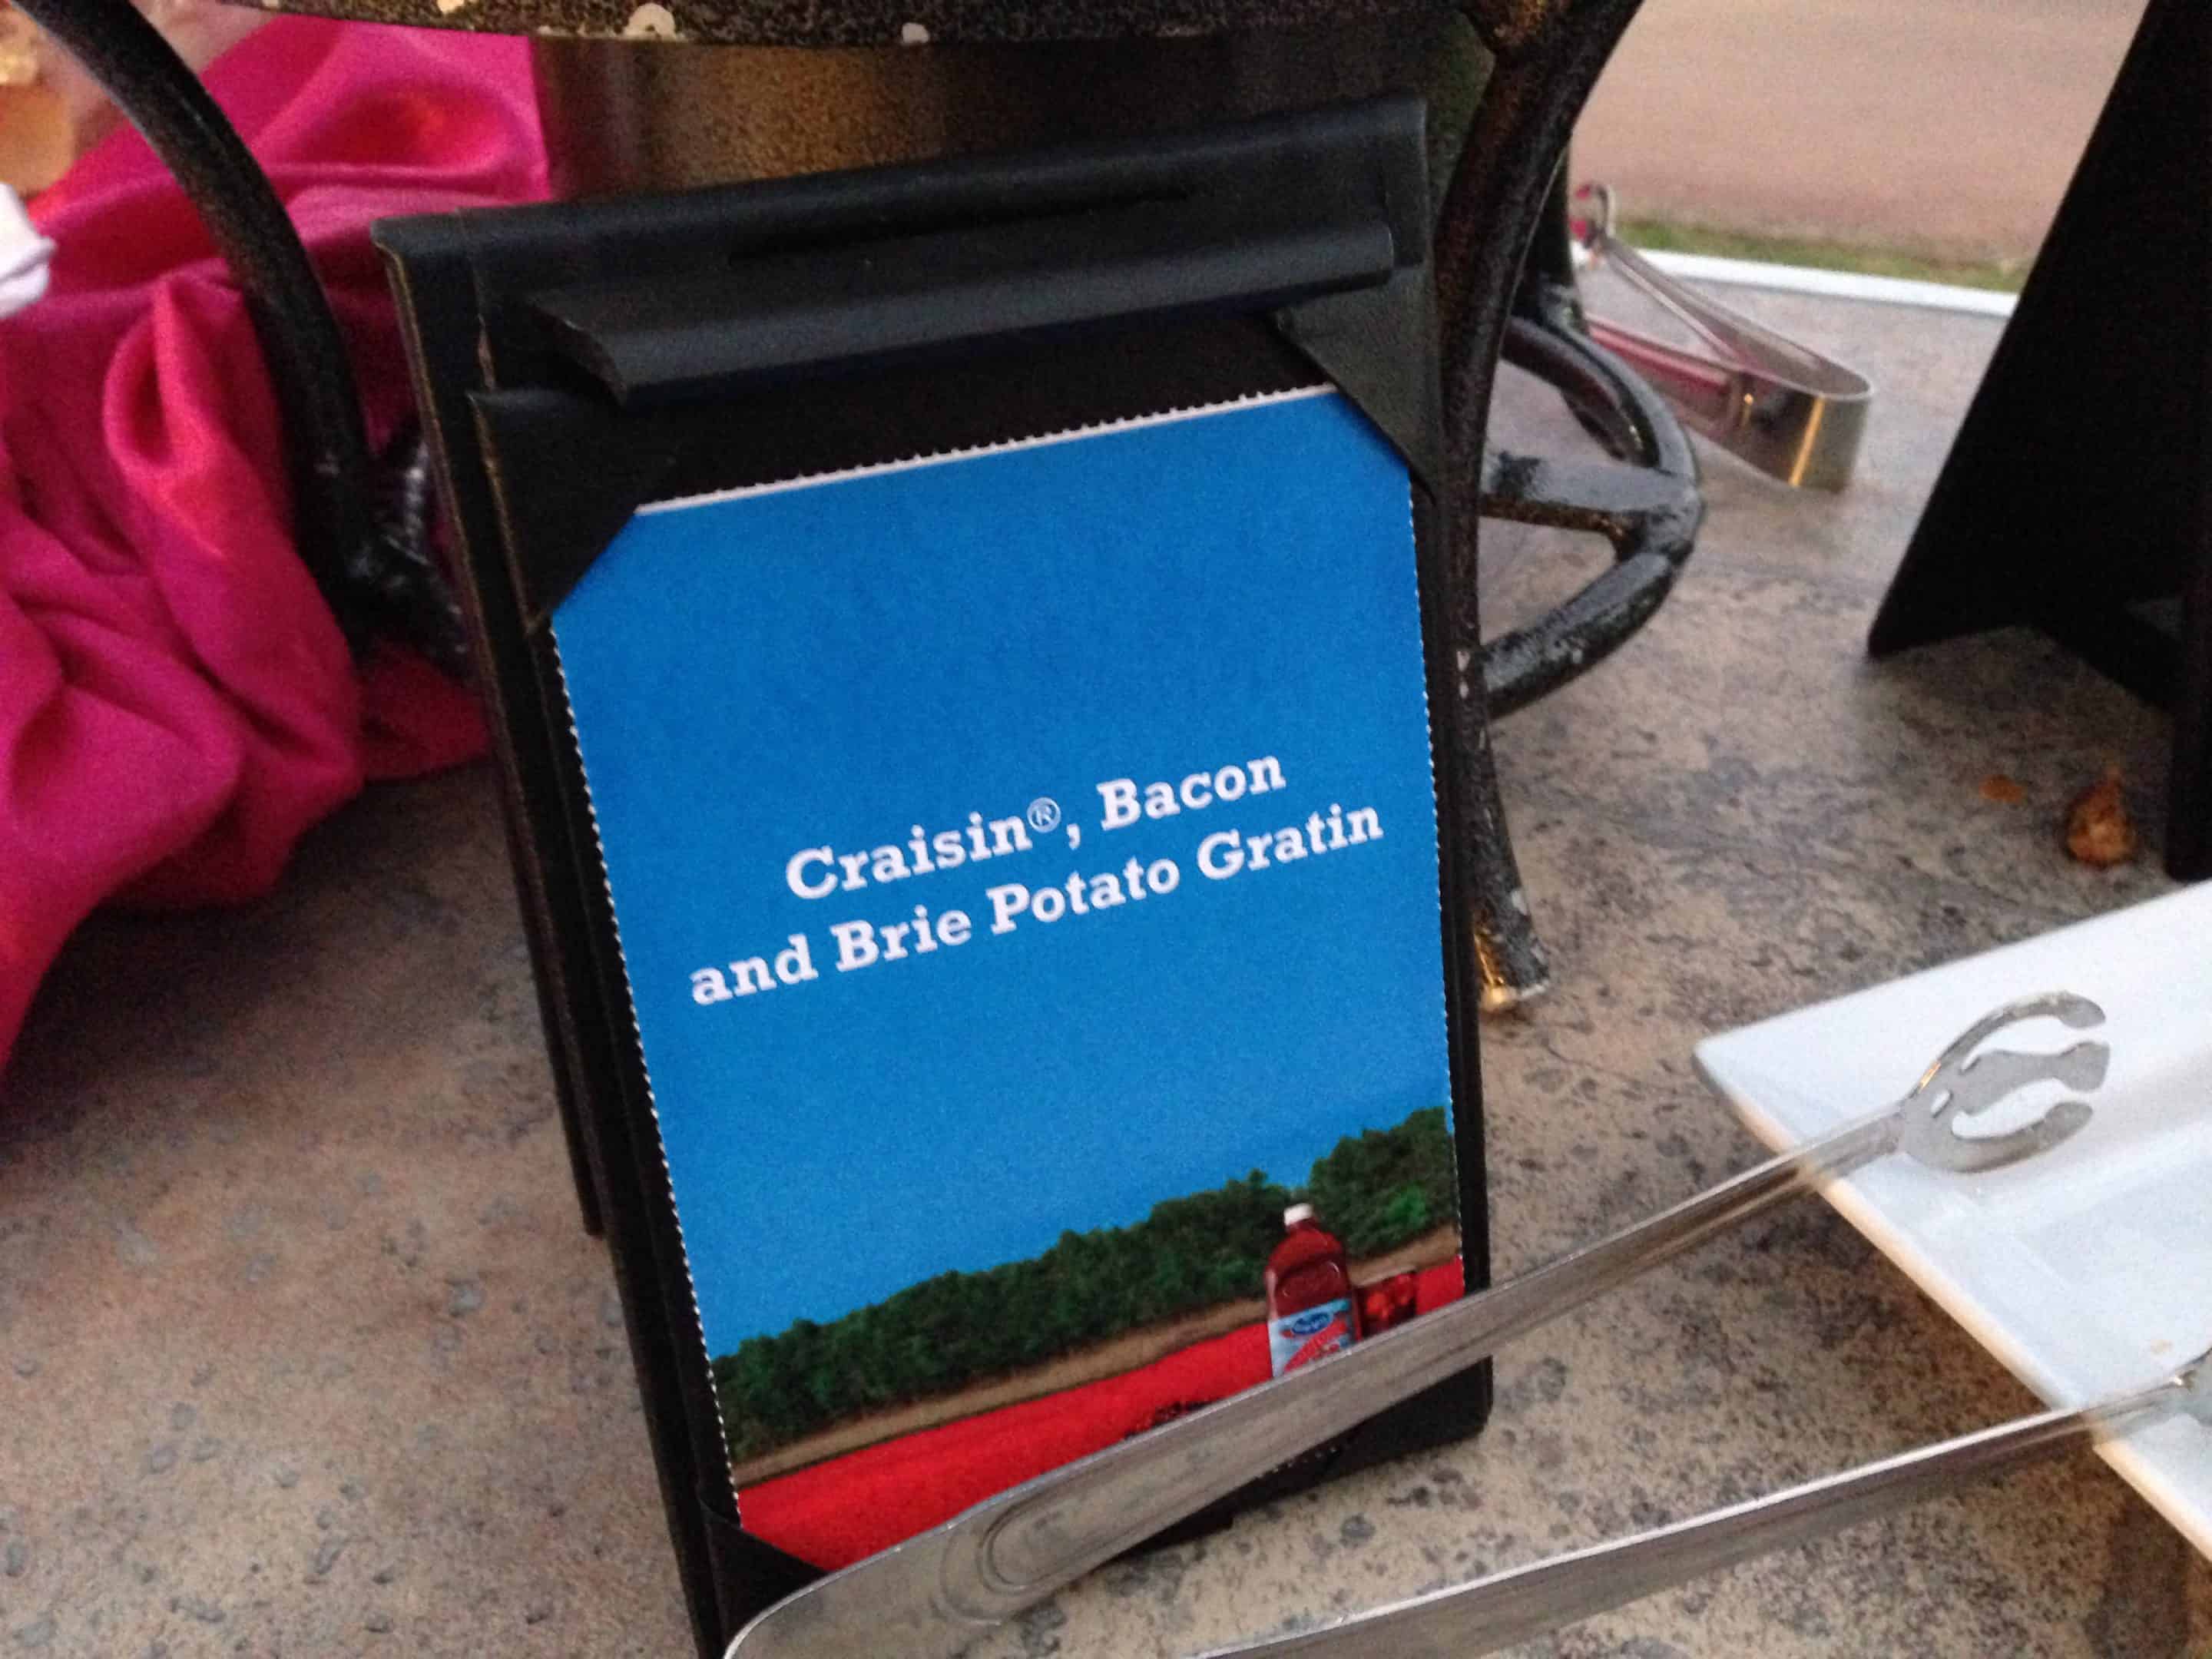 Craisin®, Bacon
and Brie Potato Gratin